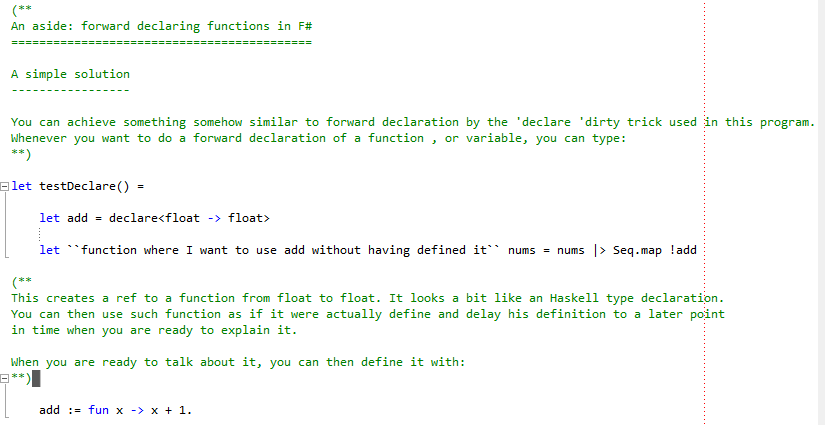 (**
An aside: forward declaring functions in F#
===========================================
A simple solution
-----------------
You can achieve something somehow similar to forward declaration by the 'declare 'dirty trick used in this program.
Whenever you want to do a forward declaration of a function , or variable, you can type:
**)
let testDeclare() =
    let add = declare<float -> float>
    let ``function where I want to use add without having defined it`` nums = nums |> Seq.map !add
(**
This creates a ref to a function from float to float. It looks a bit like an Haskell type declaration.
You can then use such function as if it were actually define and delay his definition to a later point
in time when you are ready to explain it.
When you are ready to talk about it, you can then define it with:
**)
    add := fun x -> x + 1.